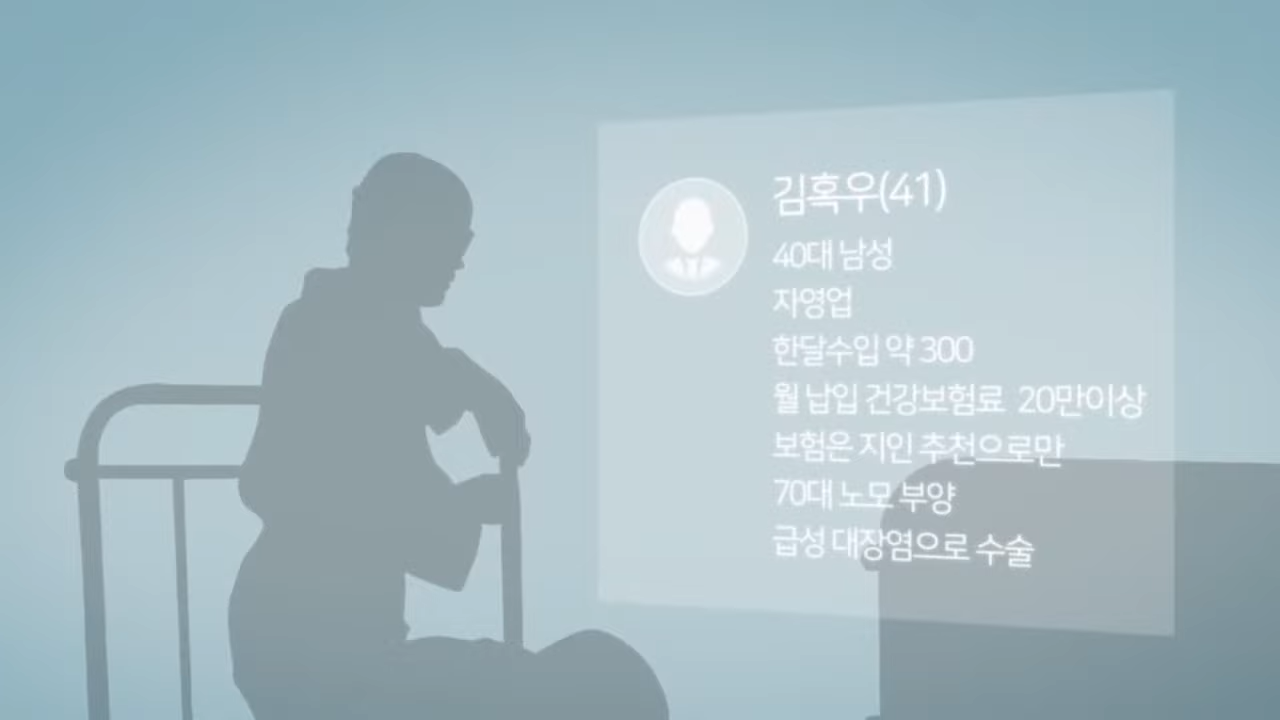 김혹우(41)
40대 남성
자영업
한달수입 약 300
월 납입 건강보험료 20만이상
보험은 지인 추천으로만
70대 노모 부양
급성 대장염으로 수술